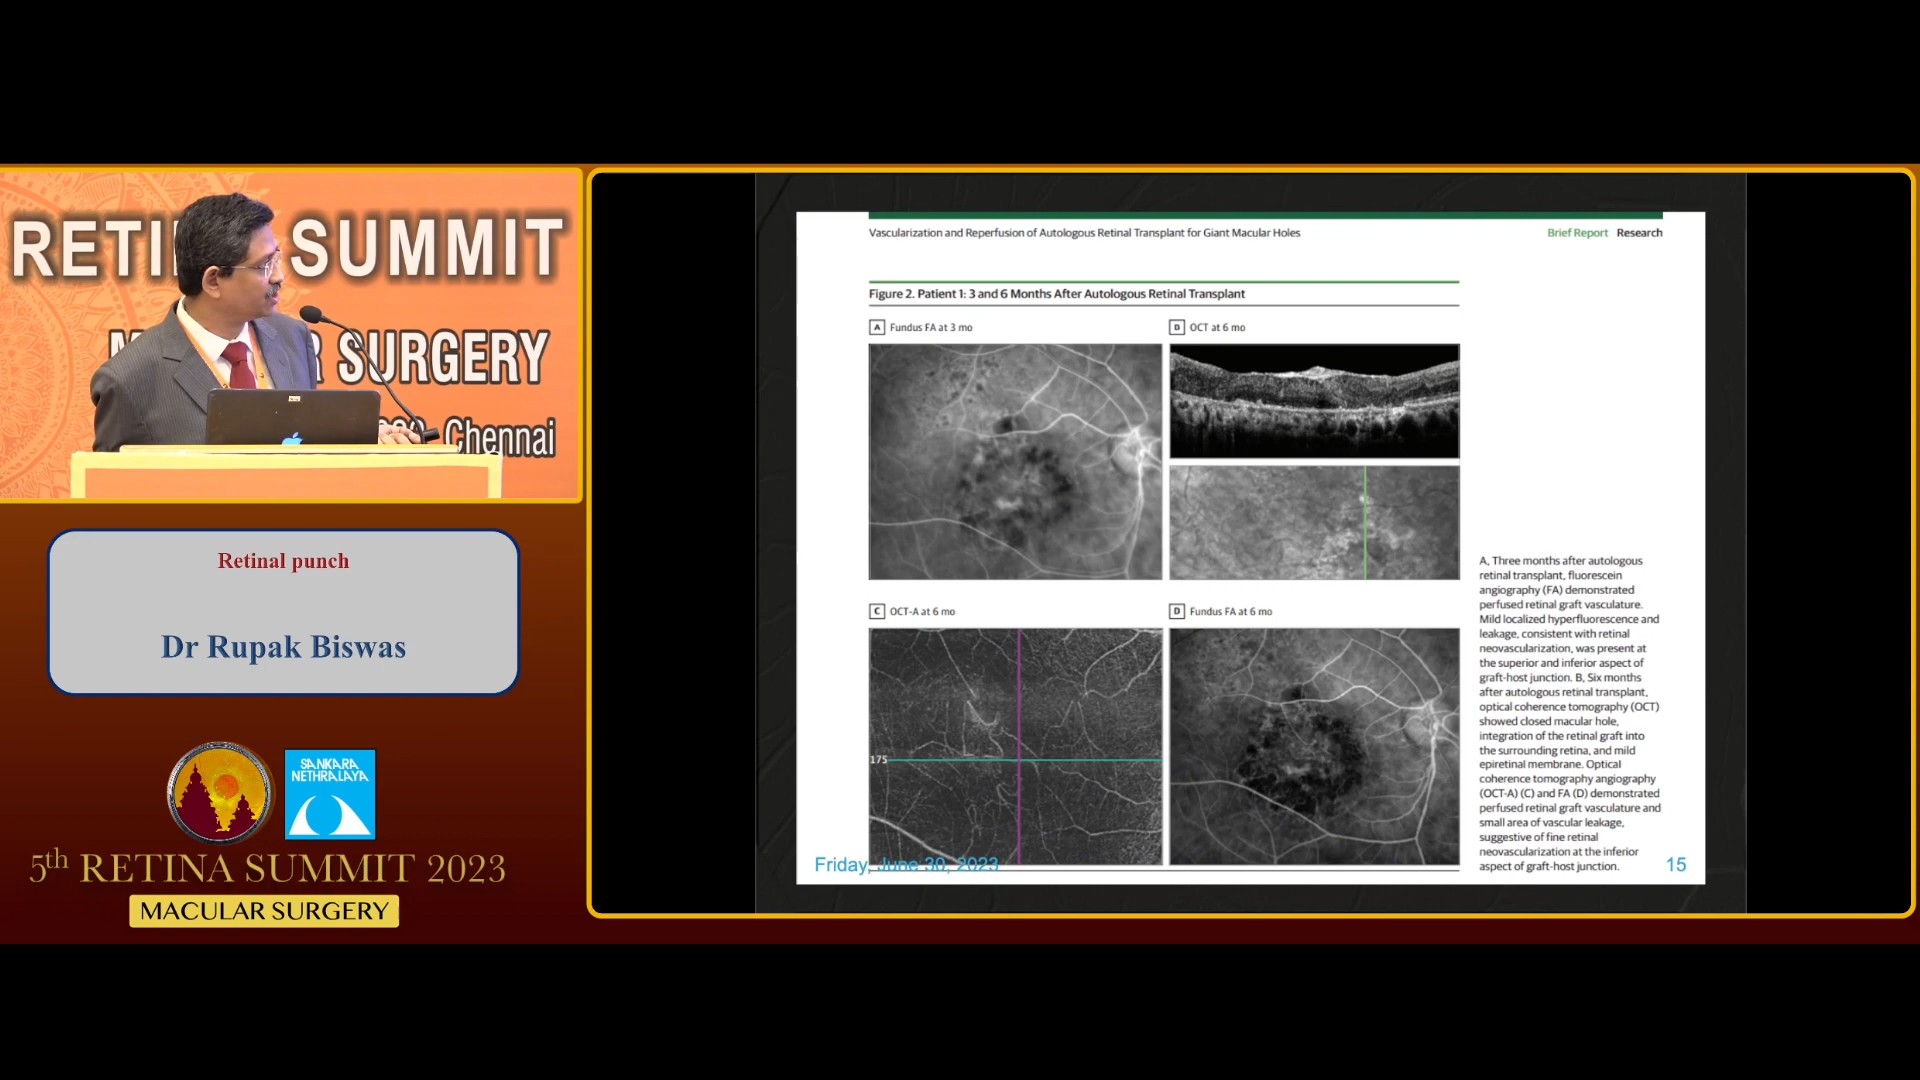 RETI SUMMIT
SURGERY
Chennai
Retinal punch
Dr Rupak Biswas
SANKARA
NETHRALAYA
5th RETINA SUMMIT 2023
MACULAR SURGERY
Vascularization and Reperfusion of Autologous Retinal Transplant for Giant Macular Holes
Brief Report Research
Figure 2. Patient 1: 3 and 6 Months After Autologous Retinal Transplant
A Fundus FA at 3 mo
B OCT at 6 mo
C OCT-A at 6 mo
D Fundus FA at 6 mo
175
A, Three months after autologous
retinal transplant, fluorescein
angiography (FA) demonstrated
perfused retinal graft vasculature.
Mild localized hyperfluorescence and
leakage, consistent with retinal
neovascularization, was present at
the superior and inferior aspect of
graft-host junction. B, Six months
after autologous retinal transplant,
optical coherence tomography (OCT)
showed closed macular hole,
integration of the retinal graft into
the surrounding retina, and mild
epiretinal membrane. Optical
coherence tomography angiography
(OCT-A) (C) and FA (D) demonstrated
perfused retinal graft vasculature and
small area of vascular leakage,
suggestive of fine retinal
neovascularization at the inferior
aspect of graft-host junction.
Friday, June 30, 2023
15